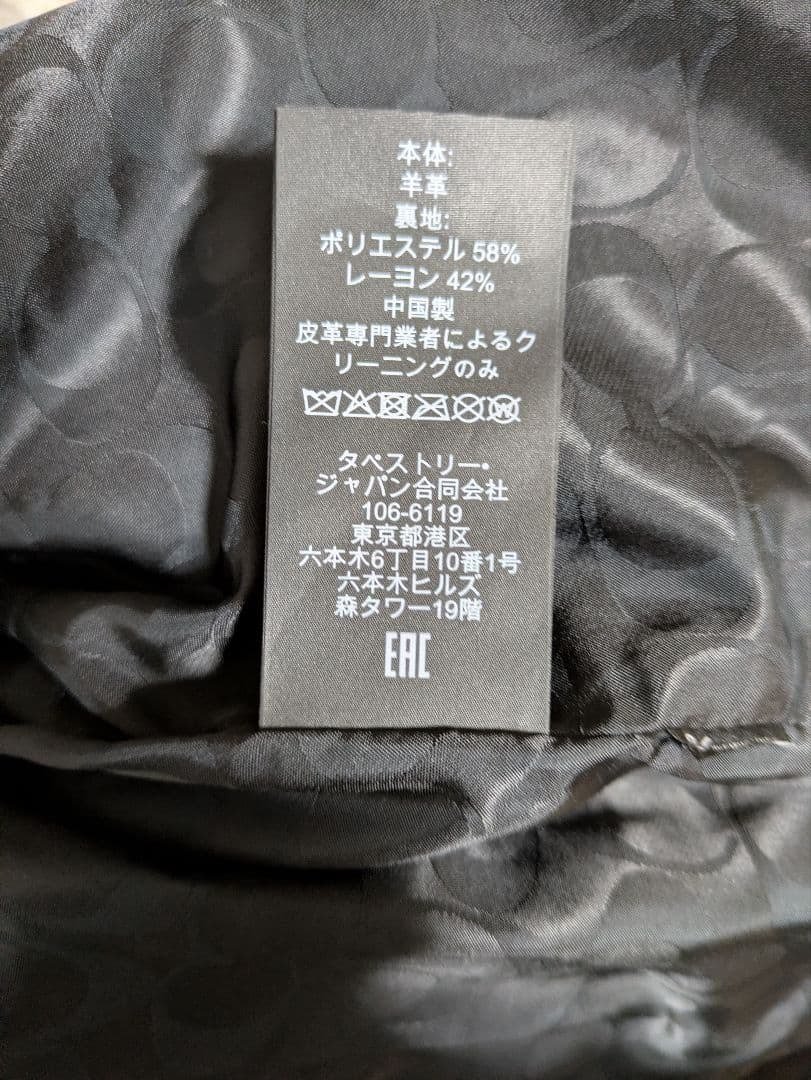 本体:
羊革
裏地:
ポリエステル 58%
レーヨン 42%
中国製
皮革専門業者によるク
リーニングのみ
W
タペストリー・
ジャパン合同会社
106-6119
東京都港区
六本木6丁目10番1号
六本木ヒルズ
森タワー19階
EAC